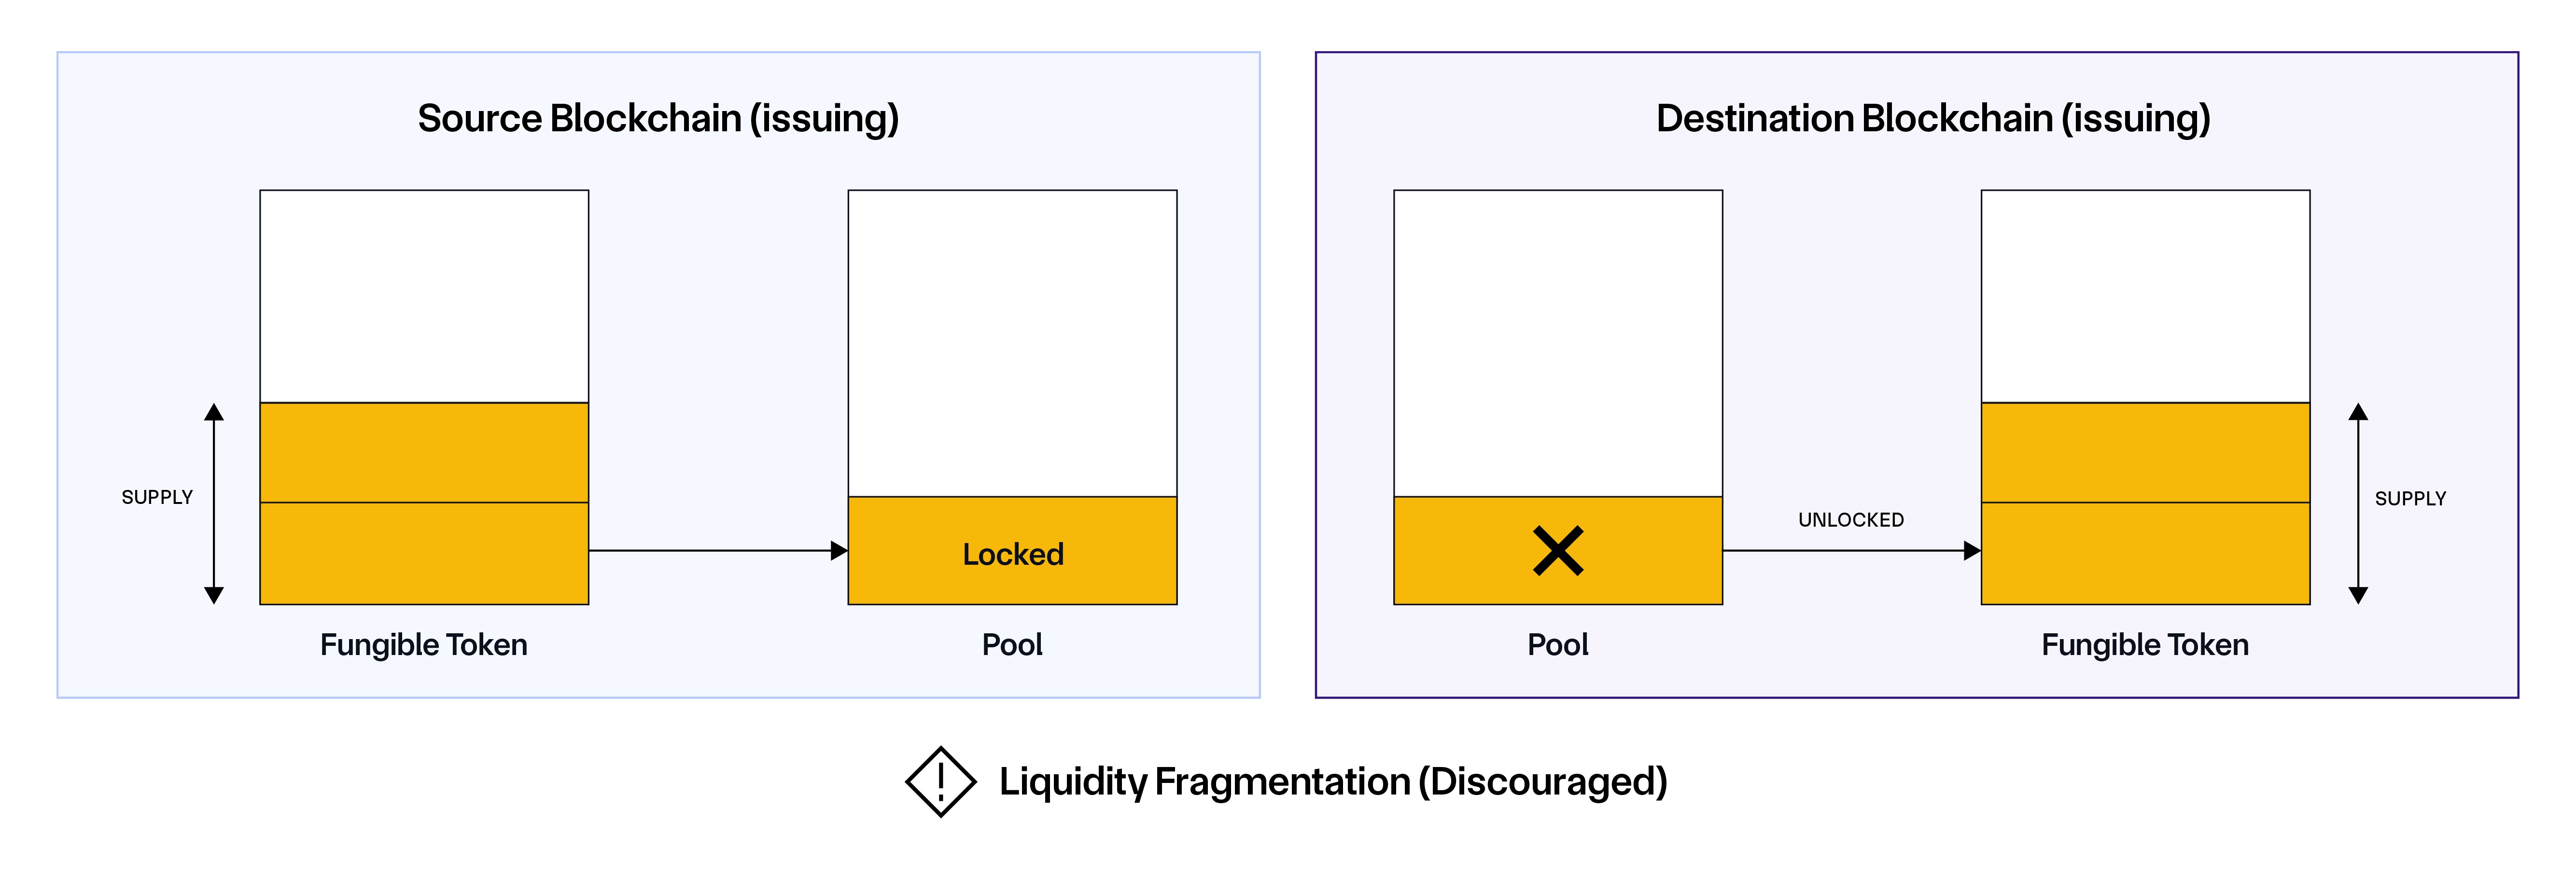 Source Blockchain (issuing)
SUPPLY
Locked
Fungible Token
Pool
Destination Blockchain (issuing)
UNLOCKED
SUPPLY
Pool
Fungible Token
Liquidity Fragmentation (Discouraged)